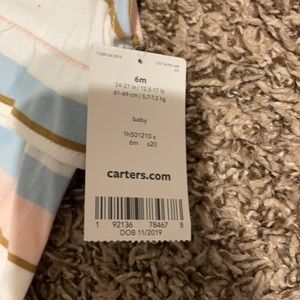 6m
24-27 in / 12.5-17 lb
61-69 cm / 5,7-7,5 kg
baby
1h501210 s
6m s20
carters.com
1 92136 78467 8
DOB 11/2019